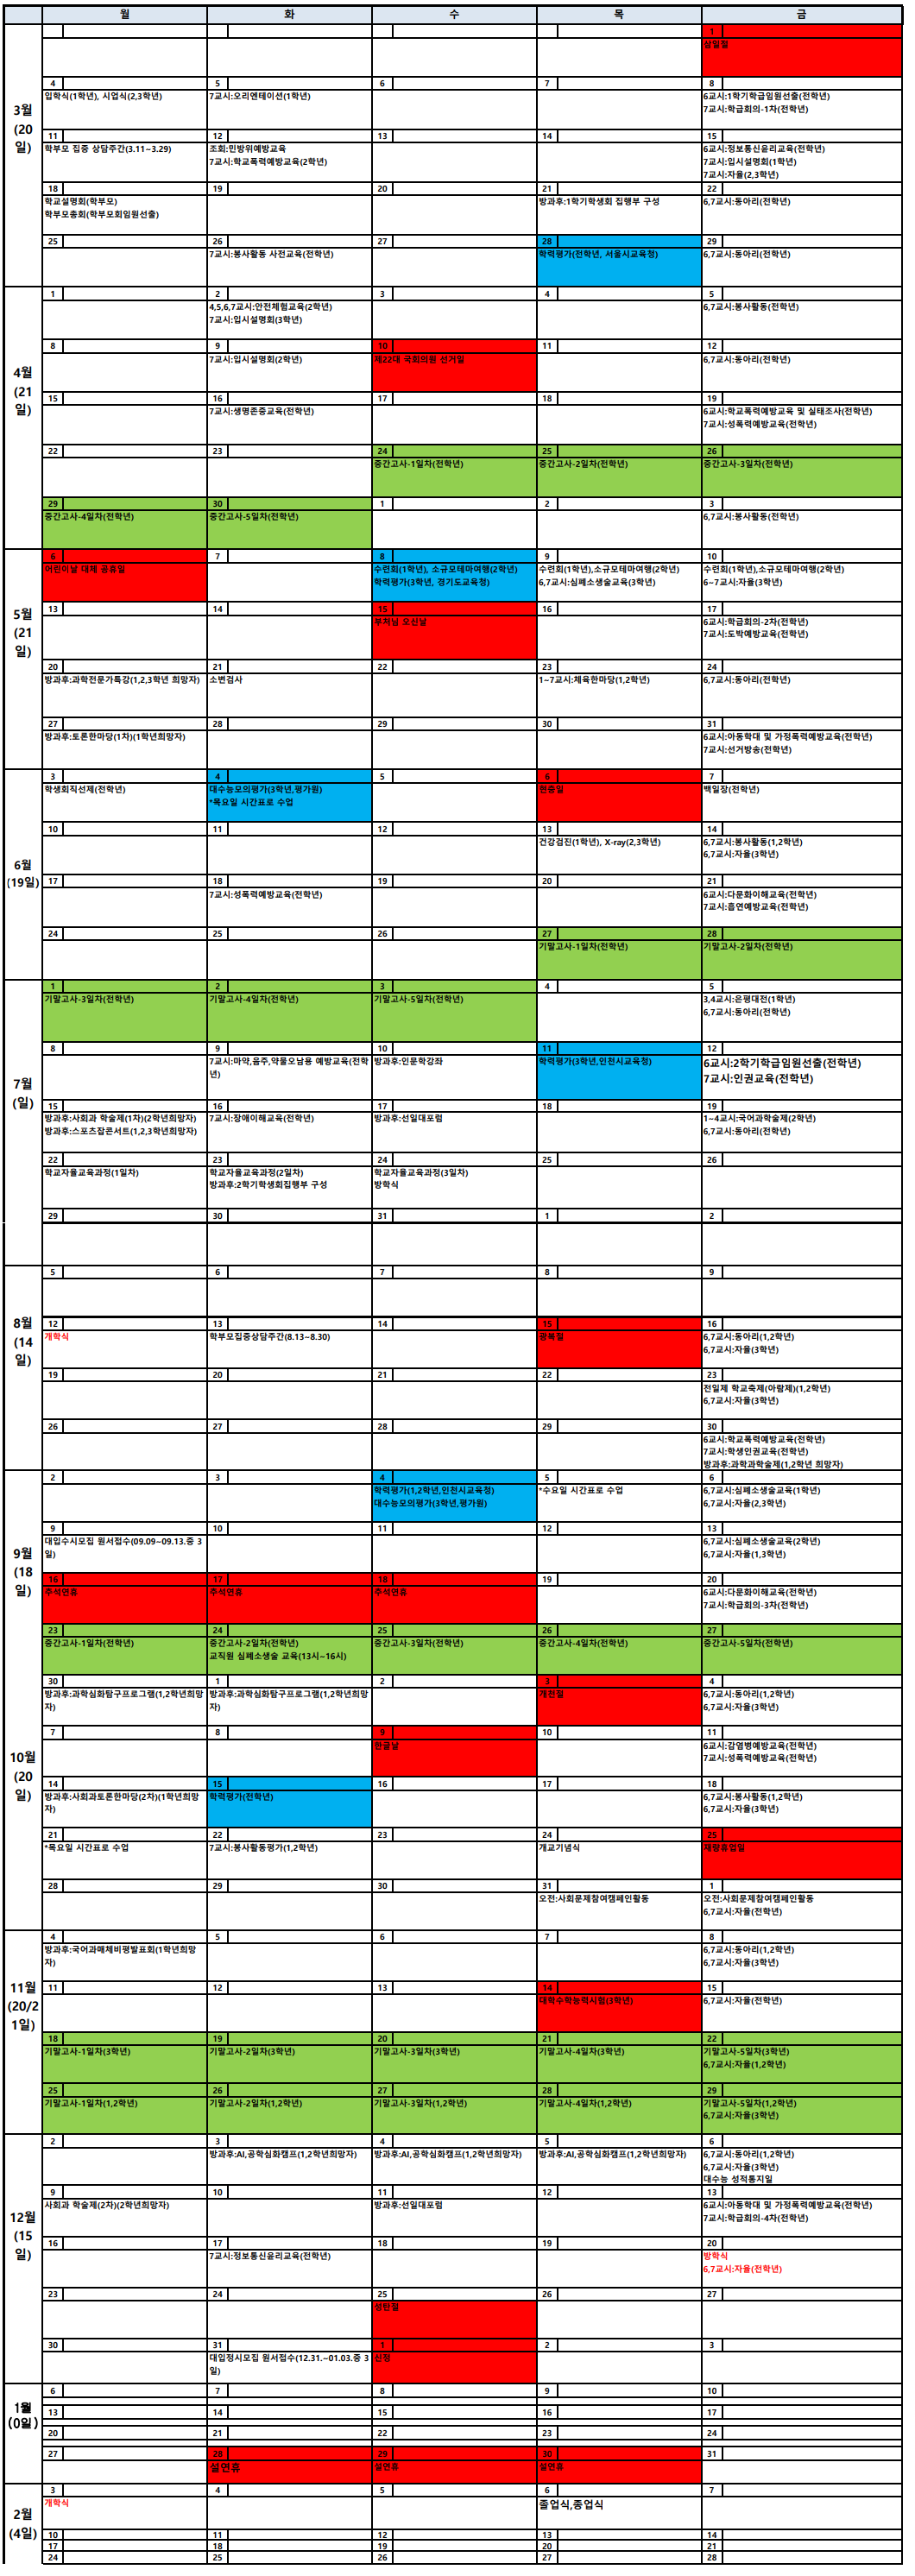 월 화 수 목 금
3월
(20
일)
1
삼일절
4 5 6 7 8
입학식(1학년), 시업식(2,3학년)
7교시:오리엔테이션(1학년)
6교시:1학기학급임원선출(전학년)
7교시:학급회의-1차(전학년)
11 12 13 14 15
학부모 집중 상담주간(3.11~3.29)
조회:민방위예방교육
7교시:학교폭력예방교육(2학년)
6교시:정보통신윤리교육(전학년)
7교시:입시설명회(1학년)
7교시:자율(2,3학년)
18 19 20 21 22
학교설명회(학부모)
학부모총회(학부모회임원선출)
방과후:1학기학생회 집행부 구성
6,7교시:동아리(전학년)
25 26 27 28 29
7교시:봉사활동 사전교육(전학년)
학력평가(전학년, 서울시교육청)
6,7교시:동아리(전학년)
4월
(21
일)
1 2 3 4 5
4,5,6,7교시:안전체험교육(2학년)
7교시:입시설명회(3학년)
6,7교시:봉사활동(전학년)
8 9 10 11 12
7교시:입시설명회(2학년)
제22대 국회의원 선거일
6,7교시:동아리(전학년)
15 16 17 18 19
7교시:생명존중교육(전학년)
6교시:학교폭력예방교육 및 실태조사(전학년)
7교시:성폭력예방교육(전학년)
22 23 24 25 26
중간고사-1일차(전학년)
중간고사-2일차(전학년)
중간고사-3일차(전학년)
29 30 1 2 3
중간고사-4일차(전학년)
중간고사-5일차(전학년)
6,7교시:봉사활동(전학년)
5월
(21
일)
6 7 8 9 10
어린이날 대체 공휴일
수련회(1학년), 소규모테마여행(2학년)
학력평가(3학년, 경기도교육청)
수련회(1학년),소규모테마여행(2학년)
6,7교시:심폐소생술교육(3학년)
수련회(1학년),소규모테마여행(2학년)
6~7교시:자율(3학년)
13 14 15 16 17
부처님 오신날
6교시:학급회의-2차(전학년)
7교시:도박예방교육(전학년)
20 21 22 23 24
방과후:과학전문가특강(1,2,3학년 희망자)
소변검사
1~7교시:체육한마당(1,2학년)
6,7교시:동아리(전학년)
27 28 29 30 31
방과후:토론한마당(1차)(1학년희망자)
6교시:아동학대 및 가정폭력예방교육(전학년)
7교시:선거방송(전학년)
6월
(19일)
3 4 5 6 7
학생회직선제(전학년)
대수능모의평가(3학년,평가원)
*목요일 시간표로 수업
현충일
백일장(전학년)
10 11 12 13 14
건강검진(1학년), X-ray(2,3학년)
6,7교시:봉사활동(1,2학년)
6,7교시:자율(3학년)
17 18 19 20 21
7교시:성폭력예방교육(전학년)
6교시:다문화이해교육(전학년)
7교시:흡연예방교육(전학년)
24 25 26 27 28
기말고사-1일차(전학년)
기말고사-2일차(전학년)
7월
(일)
1 2 3 4 5
기말고사-3일차(전학년)
기말고사-4일차(전학년)
기말고사-5일차(전학년)
3,4교시:은평대전(1학년)
6,7교시:동아리(전학년)
8 9 10 11 12
7교시:마약,음주,약물오남용 예방교육(전학
년)
방과후:인문학강좌
학력평가(3학년,인천시교육청)
6교시:2학기학급임원선출(전학년)
7교시:인권교육(전학년)
15 16 17 18 19
방과후:사회과 학술제(1차)(2학년희망자)
방과후:스포츠잡콘서트(1,2,3학년희망자)
7교시:장애이해교육(전학년)
방과후:선일대포럼
1~4교시:국어과학술제(2학년)
6,7교시:동아리(전학년)
22 23 24 25 26
학교자율교육과정(1일차)
학교자율교육과정(2일차)
방과후:2학기학생회집행부 구성
학교자율교육과정(3일차)
방학식
29 30 31 1 2
8월
(14
일)
5 6 7 8 9
12 13 14 15 16
개학식
학부모집중상담주간(8.13~8.30)
광복절
6,7교시:동아리(1,2학년)
6,7교시:자율(3학년)
19 20 21 22 23
전일제 학교축제(아람제)(1,2학년)
6,7교시:자율(3학년)
26 27 28 29 30
6교시:학교폭력예방교육(전학년)
7교시:학생인권교육(전학년)
방과후:과학과학술제(1,2학년 희망자)
9월
(18
일)
2 3 4 5 6
학력평가(1,2학년,인천시교육청)
대수능모의평가(3학년,평가원)
*수요일 시간표로 수업
6,7교시:심폐소생술교육(1학년)
6,7교시:자율(2,3학년)
9 10 11 12 13
대입수시모집 원서접수(09.09~09.13.중 3
일)
6,7교시:심폐소생술교육(2학년)
6,7교시:자율(1,3학년)
16 17 18 19 20
추석연휴
추석연휴
추석연휴
6교시:다문화이해교육(전학년)
7교시:학급회의-3차(전학년)
23 24 25 26 27
중간고사-1일차(전학년)
중간고사-2일차(전학년)
교직원 심폐소생술 교육(13시~16시)
중간고사-3일차(전학년)
중간고사-4일차(전학년)
중간고사-5일차(전학년)
30 1 2 3 4
방과후:과학심화탐구프로그램(1,2학년희망
자)
방과후:과학심화탐구프로그램(1,2학년희망
자)
개천절
6,7교시:동아리(1,2학년)
6,7교시:자율(3학년)
10월
(20
일)
7 8 9 10 11
한글날
6교시:감염병예방교육(전학년)
7교시:성폭력예방교육(전학년)
14 15 16 17 18
방과후:사회과토론한마당(2차)(1학년희망
자)
학력평가(전학년)
6,7교시:봉사활동(1,2학년)
6,7교시:자율(3학년)
21 22 23 24 25
*목요일 시간표로 수업
7교시:봉사활동평가(1,2학년)
개교기념식
재량휴업일
28 29 30 31 1
오전:사회문제참여캠페인활동
오전:사회문제참여캠페인활동
6,7교시:자율(전학년)
11월
(20/2
1일)
4 5 6 7 8
방과후:국어과매체비평발표회(1학년희망
자)
6,7교시:동아리(1,2학년)
6,7교시:자율(3학년)
11 12 13 14 15
대학수학능력시험(3학년)
6,7교시:자율(전학년)
18 19 20 21 22
기말고사-1일차(3학년)
기말고사-2일차(3학년)
기말고사-3일차(3학년)
기말고사-4일차(3학년)
기말고사-5일차(3학년)
6,7교시:자율(1,2학년)
25 26 27 28 29
기말고사-1일차(1,2학년)
기말고사-2일차(1,2학년)
기말고사-3일차(1,2학년)
기말고사-4일차(1,2학년)
기말고사-5일차(1,2학년)
6,7교시:자율(3학년)
12월
(15
일)
2 3 4 5 6
방과후:AI,공학심화캠프(1,2학년희망자)
방과후:AI,공학심화캠프(1,2학년희망자)
방과후:AI,공학심화캠프(1,2학년희망자)
6,7교시:동아리(1,2학년)
6,7교시:자율(3학년)
대수능 성적통지일
9 10 11 12 13
사회과 학술제(2차)(2학년희망자)
방과후:선일대포럼
6교시:아동학대 및 가정폭력예방교육(전학년)
7교시:학급회의-4차(전학년)
16 17 18 19 20
7교시:정보통신윤리교육(전학년)
방학식
6,7교시:자율(전학년)
23 24 25 26 27
성탄절
30 31 1 2 3
대입정시모집 원서접수(12.31.~01.03.중 3
일)
신정
1월
(0일)
6 7 8 9 10
13 14 15 16 17
20 21 22 23 24
27 28 29 30 31
설연휴
설연휴
설연휴
2월
(4일)
3 4 5 6 7
개학식
졸업식,종업식
10 11 12 13 14
17 18 19 20 21
24 25 26 27 28